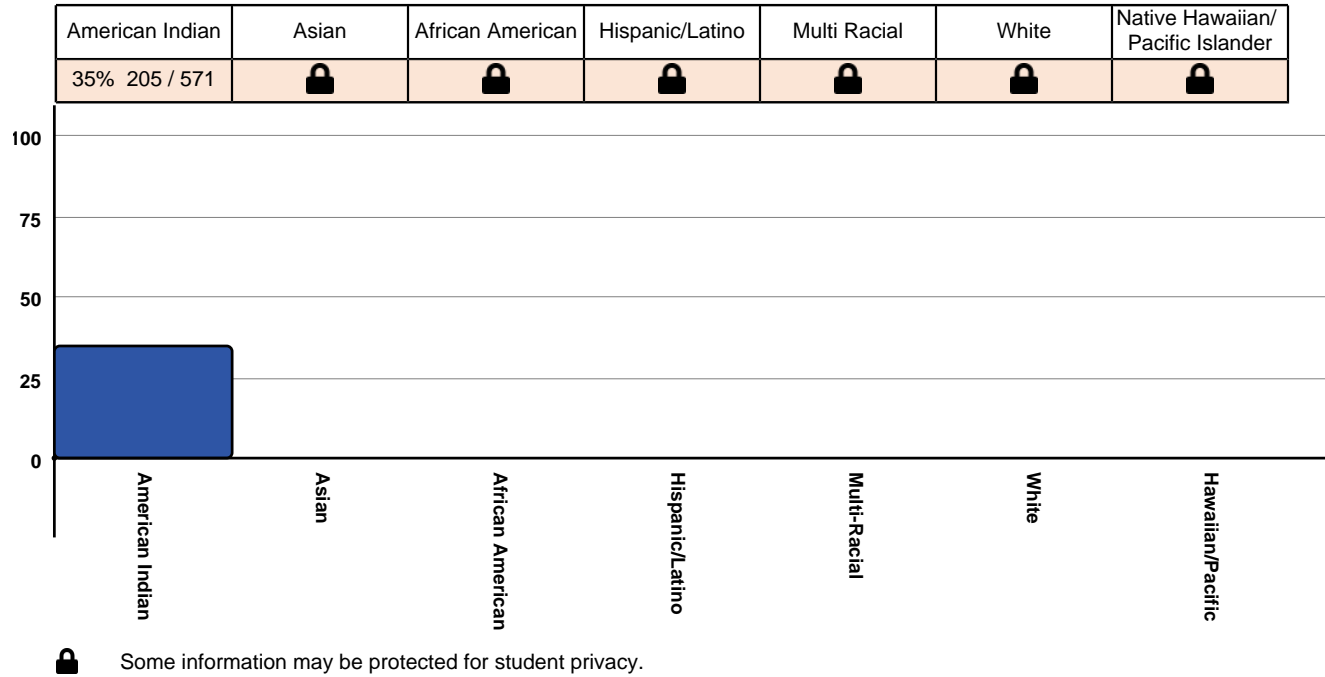 American Indian Asian African American Hispanic/Latino Multi Racial White Native Hawaiian/
Pacific Islander
35% 205 / 571
100
75
50
25
0
American Indian
Asian
African American
Hispanic/Latino
Multi-Racial
White
Hawaiian/Pacific
Some information may be protected for student privacy.